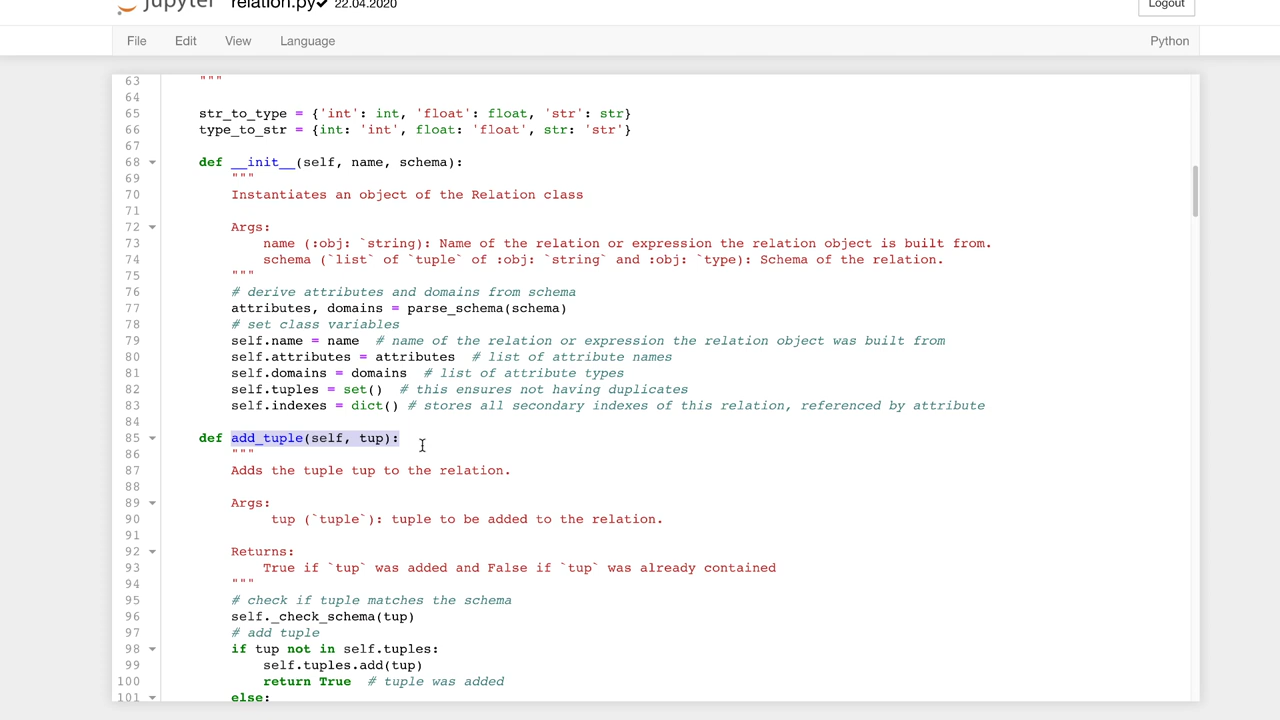 jupyter relation.py✔ 22.04.2020
Logout
File Edit View Language Python
63 """
64
65 str_to_type = {'int': int, 'float': float, 'str': str}
66 type_to_str = {int: 'int', float: 'float', str: 'str'}
67
68 def __init__(self, name, schema):
69 """
70 Instantiates an object of the Relation class
71
72 Args:
73 name (:obj: `string): Name of the relation or expression the relation object is built from.
74 schema (`list` of `tuple` of :obj: `string` and :obj: `type): Schema of the relation.
75 """
76 # derive attributes and domains from schema
77 attributes, domains = parse_schema(schema)
78 # set class variables
79 self.name = name # name of the relation or expression the relation object was built from
80 self.attributes = attributes # list of attribute names
81 self.domains = domains # list of attribute types
82 self.tuples = set() # this ensures not having duplicates
83 self.indexes = dict() # stores all secondary indexes of this relation, referenced by attribute
84
85 def add_tuple(self, tup):
86 """
87 Adds the tuple tup to the relation.
88
89 Args:
90 tup (`tuple`): tuple to be added to the relation.
91
92 Returns:
93 True if `tup` was added and False if `tup` was already contained
94 """
95 # check if tuple matches the schema
96 self._check_schema(tup)
97 # add tuple
98 if tup not in self.tuples:
99 self.tuples.add(tup)
100 return True # tuple was added
101 else: